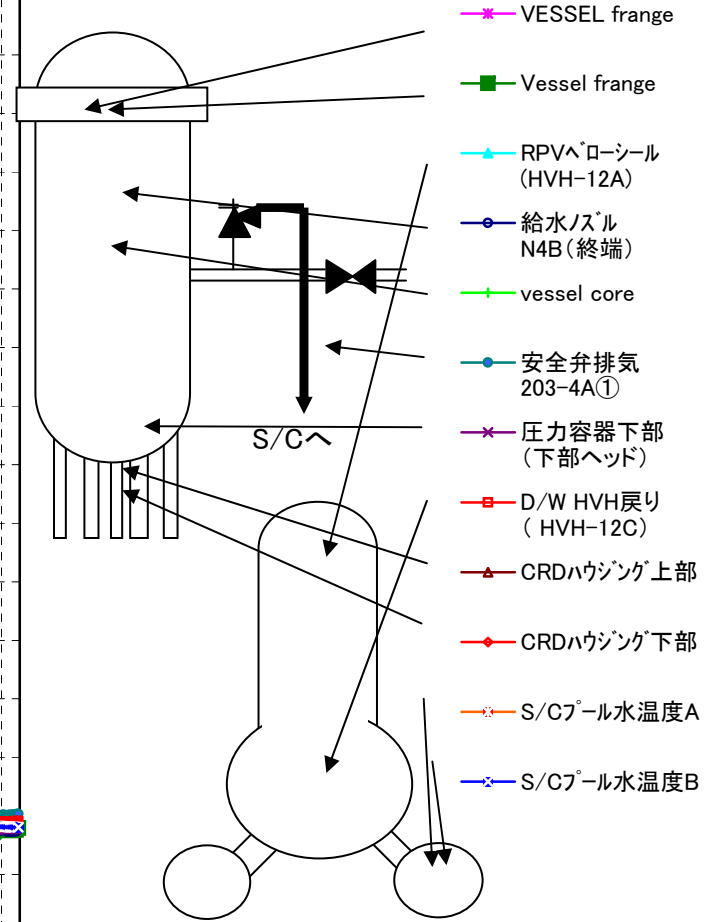 VESSEL frange
Vessel frange
RPVベローシール
(HVH-12A)
給水ノズル
N4B(終端)
vessel core
安全弁排気
203-4A①
圧力容器下部
(下部ヘッド)
D/W HVH戻り
( HVH-12C)
CRDハウジング上部
CRDハウジング下部
S/Cプール水温度A
S/Cプール水温度B
S/Cへ